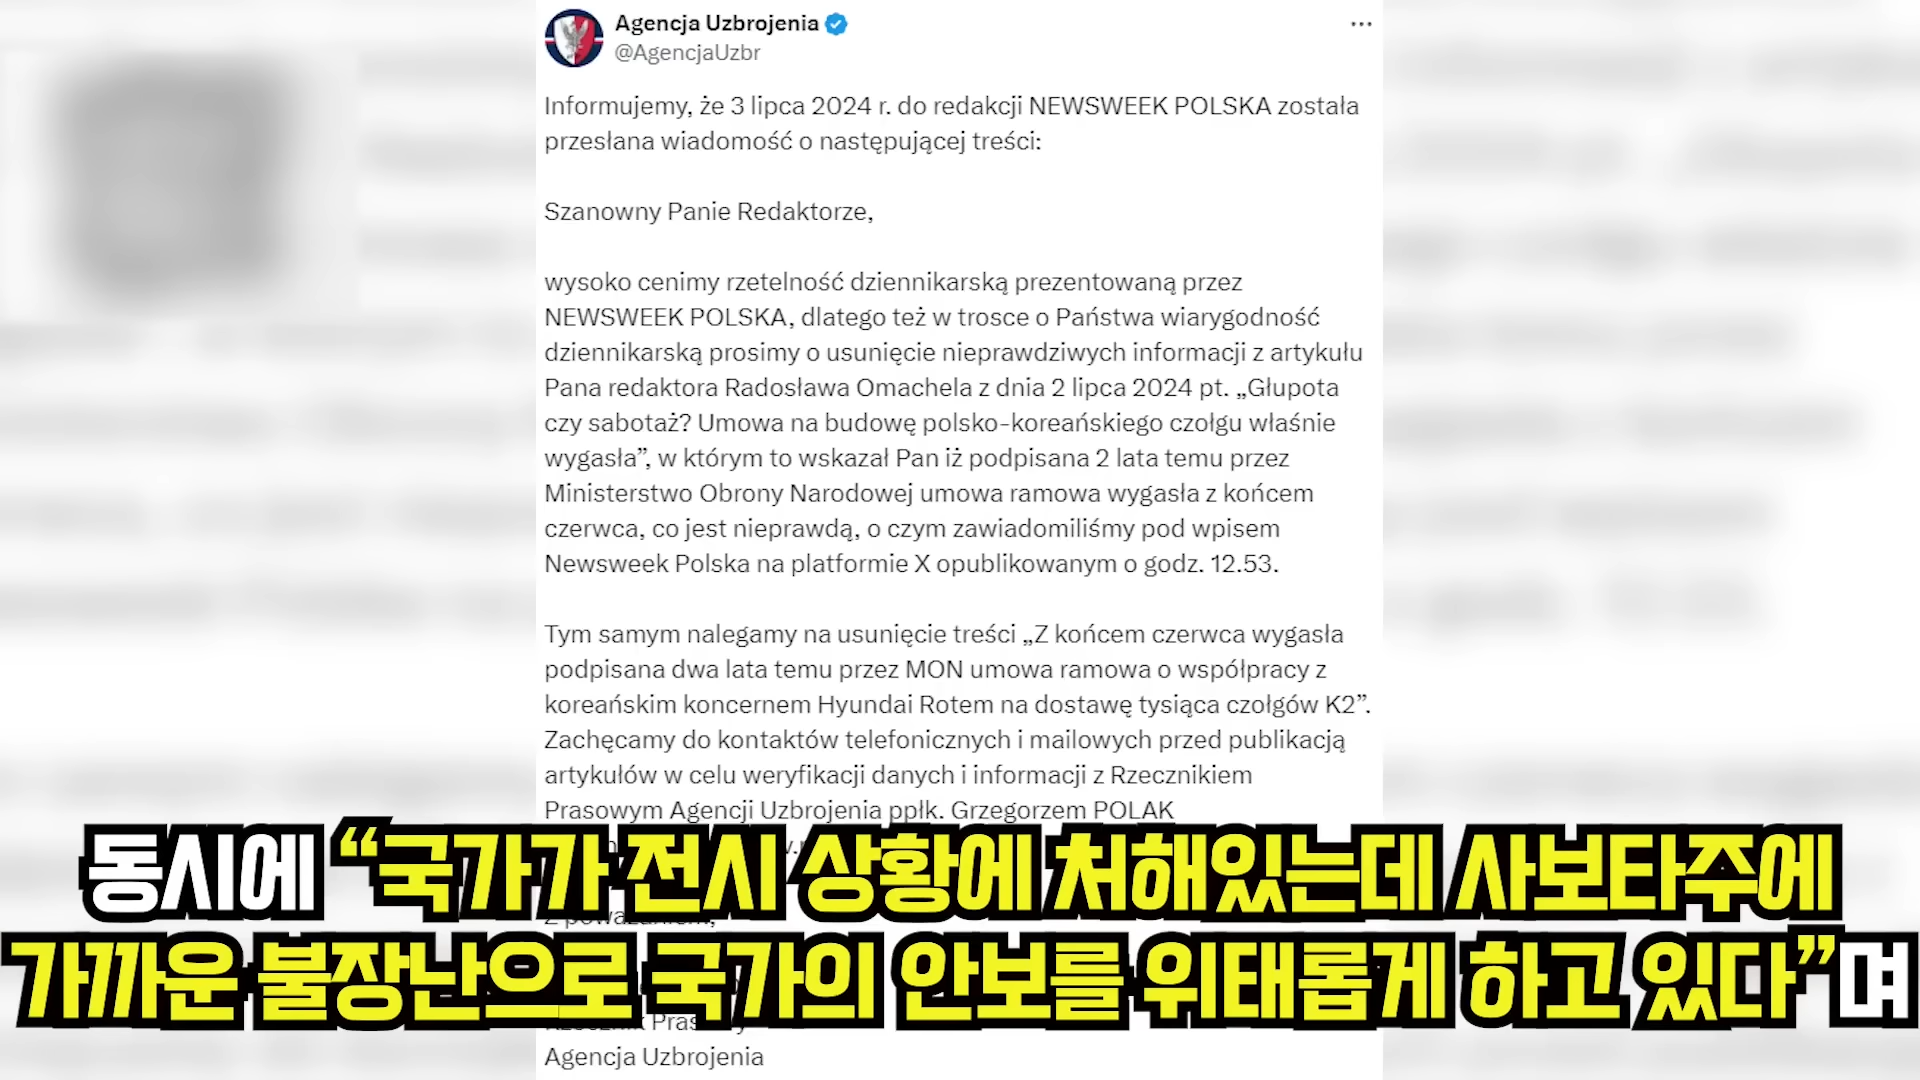 Agencja Uzbrojenia
@AgencjaUzbr
Informujemy, że 3 lipca 2024 r. do redakcji NEWSWEEK POLSKA została
przesłana wiadomość o następującej treści:
Szanowny Panie Redaktorze,
wysoko cenimy rzetelność dziennikarską prezentowaną przez
NEWSWEEK POLSKA, dlatego też w trosce o Państwa wiarygodność
dziennikarską prosimy o usunięcie nieprawdziwych informacji z artykułu
Pana redaktora Radosława Omachela z dnia 2 lipca 2024 pt. „Głupota
czy sabotaż? Umowa na budowę polsko-koreańskiego czołgu właśnie
wygasła”, w którym to wskazał Pan iż podpisana 2 lata temu przez
Ministerstwo Obrony Narodowej umowa ramowa wygasła z końcem
czerwca, co jest nieprawdą, o czym zawiadomiliśmy pod wpisem
Newsweek Polska na platformie X opublikowanym o godz. 12.53.
Tym samym nalegamy na usunięcie treści „Z końcem czerwca wygasła
podpisana dwa lata temu przez MON umowa ramowa o współpracy z
koreańskim koncernem Hyundai Rotem na dostawę tysiąca czołgów K2”.
Zachęcamy do kontaktów telefonicznych i mailowych przed publikacją
artykułów w celu weryfikacji danych i informacji z Rzecznikiem
Prasowym Agencji Uzbrojenia ppłk. Grzegorzem POLAK
동시에 “국가가 전시 상황에 처해있는데 사보타주에
가까운 불장난으로 국가의 안보를 위태롭게 하고 있다”며
Agencja Uzbrojenia